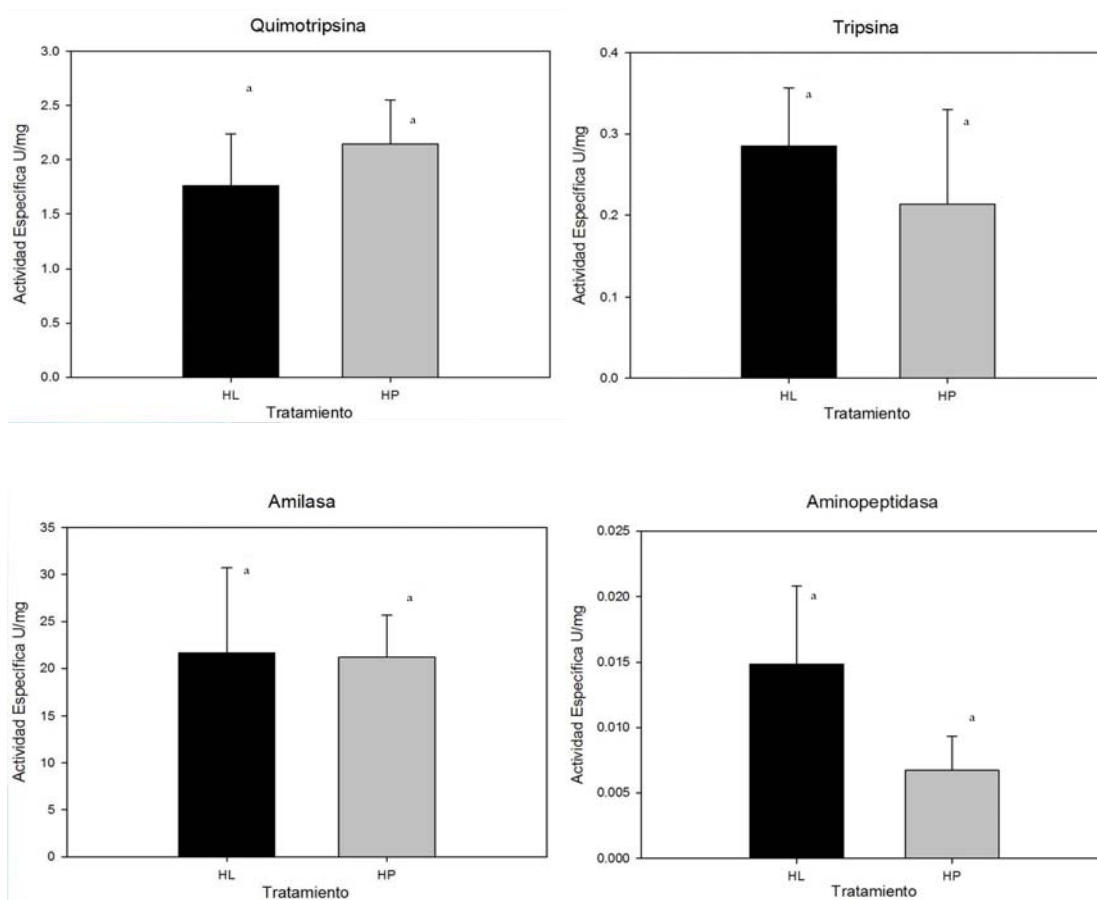 Quimotripsina
3.0
2.5
2.0
1.5
1.0
0.5
0.0
Actividad Específica U/mg
a
a
HL
HP
Tratamiento
Tripsina
0.4
0.3
0.2
0.1
0.0
Actividad Específica U/mg
a
a
HL
HP
Tratamiento
Amilasa
35
30
25
20
15
10
5
0
Actividad Específica U/mg
a
a
HL
HP
Tratamiento
Aminopeptidasa
0.025
0.020
0.015
0.010
0.005
0.000
Actividad Específica U/mg
a
a
HL
HP
Tratamiento